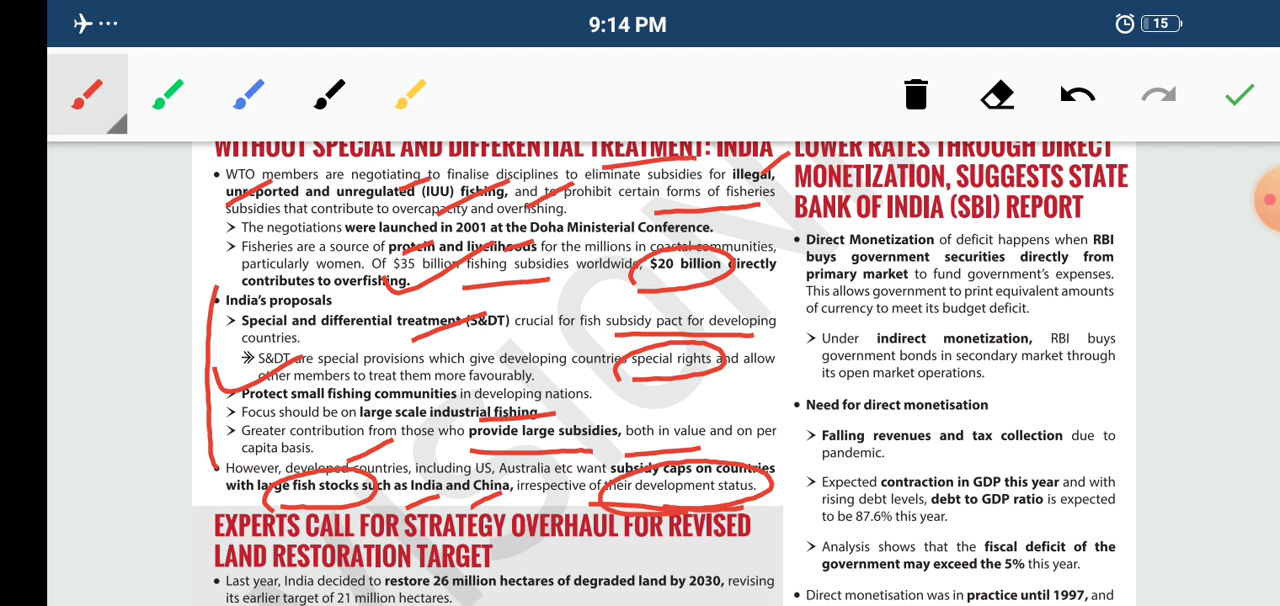 9:14 PM
15
WITHOUT SPECIAL AND DIFFERENTIAL TREATMENT: INDIA
• WTO members are negotiating to finalise disciplines to eliminate subsidies for illegal,
unreported and unregulated (IUU) fishing, and to prohibit certain forms of fisheries
subsidies that contribute to overcapacity and overfishing.
The negotiations were launched in 2001 at the Doha Ministerial Conference.
Fisheries are a source of protein and livelihoods for the millions in coastal communities,
particularly women. Of $35 billion fishing subsidies worldwide, $20 billion directly
contributes to overfishing.
• India's proposals
Special and differential treatment (S&DT) crucial for fish subsidy pact for developing
countries.
S&DT are special provisions which give developing countries special rights and allow
other members to treat them more favourably.
Protect small fishing communities in developing nations.
Focus should be on large scale industrial fishing
Greater contribution from those who provide large subsidies, both in value and on per
capita basis.
• However, developed countries, including US, Australia etc want subsidy caps on countries
with large fish stocks such as India and China, irrespective of their development status.
EXPERTS CALL FOR STRATEGY OVERHAUL FOR REVISED
LAND RESTORATION TARGET
• Last year, India decided to restore 26 million hectares of degraded land by 2030, revising
its earlier target of 21 million hectares.
LOWER RATES THROUGH DIRECT
MONETIZATION, SUGGESTS STATE
BANK OF INDIA (SBI) REPORT
• Direct Monetization of deficit happens when RBI
buys government securities directly from
primary market to fund government's expenses.
This allows government to print equivalent amounts
of currency to meet its budget deficit.
Under indirect monetization, RBI buys
government bonds in secondary market through
its open market operations.
• Need for direct monetisation
Falling revenues and tax collection due to
pandemic.
Expected contraction in GDP this year and with
rising debt levels, debt to GDP ratio is expected
to be 87.6% this year.
Analysis shows that the fiscal deficit of the
government may exceed the 5% this year.
• Direct monetisation was in practice until 1997, and